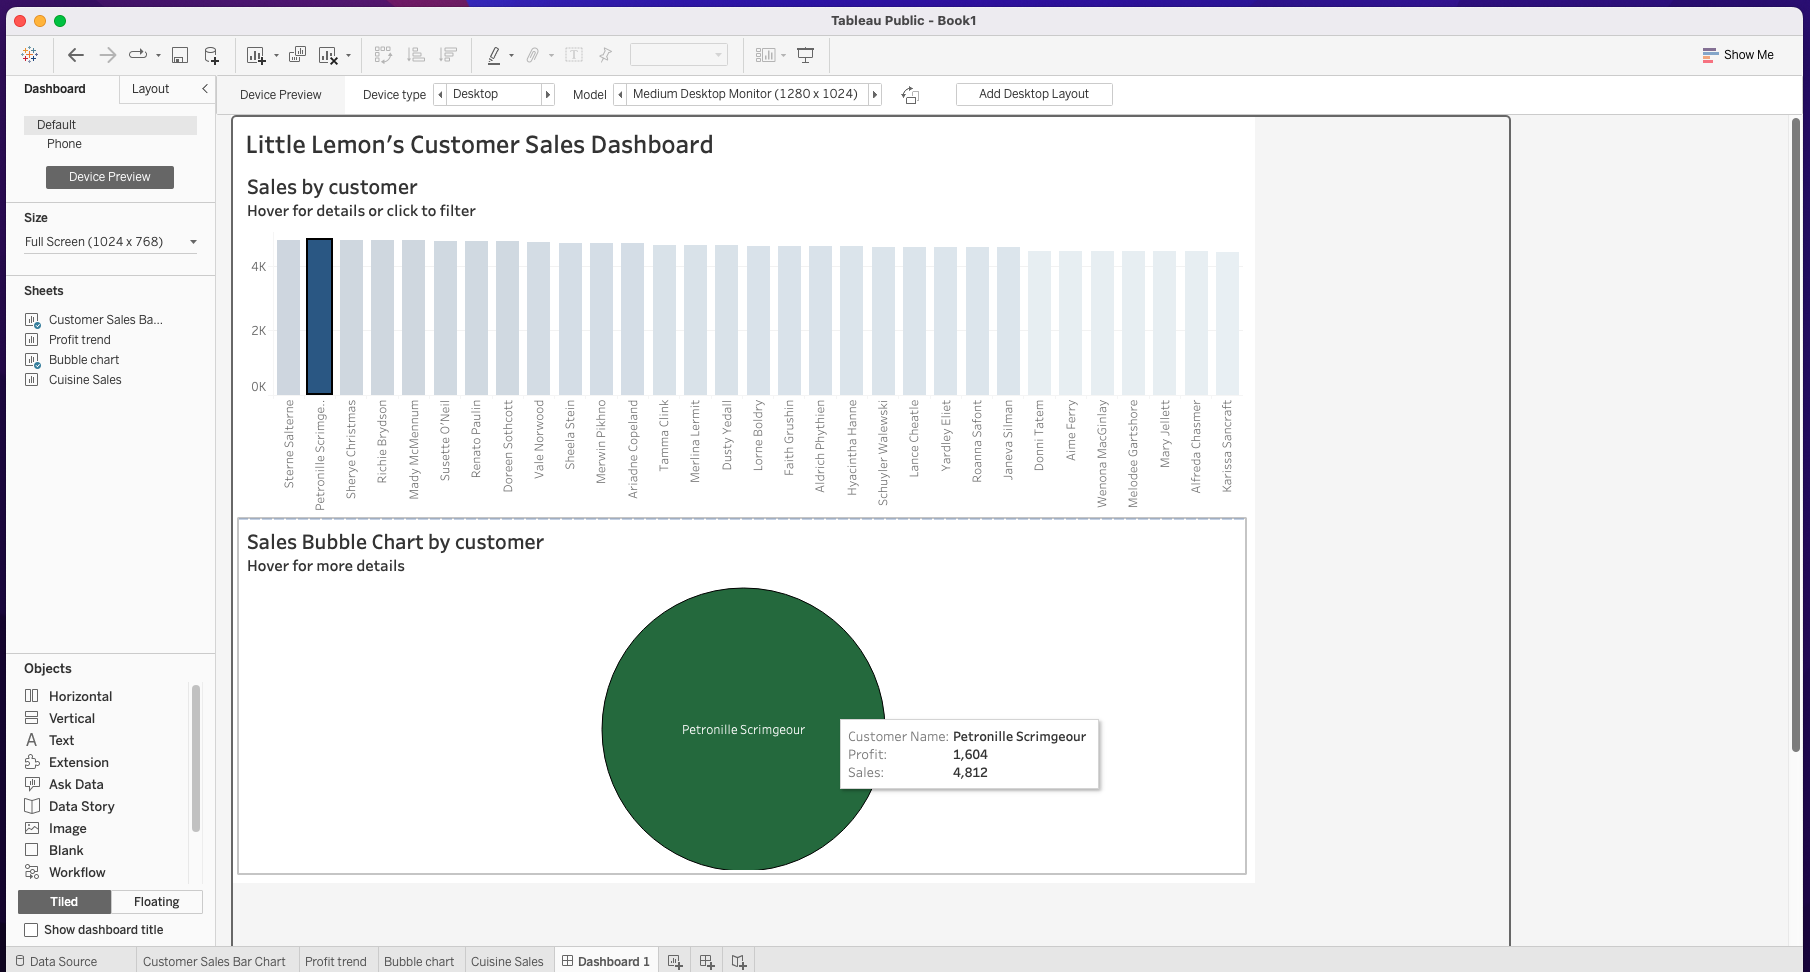 Tableau Public - Book1
Show Me
Dashboard
Layout
Device Preview
Device type
Desktop
Model
Medium Desktop Monitor (1280 x 1024)
Add Desktop Layout
Default
Phone
Device Preview
Size
Full Screen (1024 x 768)
Sheets
Customer Sales Ba...
Profit trend
Bubble chart
Cuisine Sales
Objects
Horizontal
Vertical
Text
Extension
Ask Data
Data Story
Image
Blank
Workflow
Tiled
Floating
Show dashboard title
Little Lemon's Customer Sales Dashboard
Sales by customer
Hover for details or click to filter
4K
2K
0K
Sterne Salterne
Petronille Scrimge..
Sherye Christmas
Richie Brydson
Mady McMennum
Susette O'Neil
Renato Paulin
Doreen Sothcott
Vale Norwood
Sheela Stein
Merwin Pikhno
Ariadne Copeland
Tamma Clink
Merlina Lermit
Dusty Yedall
Lorne Boldry
Faith Grushin
Aldrich Phythien
Hyacintha Hanne
Schuyler Walewski
Lance Cheatle
Yardley Eliet
Roanna Safont
Janeva Silman
Donni Tatem
Aime Ferry
Wenona MacGinlay
Melodee Gartshore
Mary Jellett
Alfreda Chasmer
Karissa Sancraft
Sales Bubble Chart by customer
Hover for more details
Petronille Scrimgeour
Customer Name: Petronille Scrimgeour
Profit: 1,604
Sales: 4,812
Data Source
Customer Sales Bar Chart
Profit trend
Bubble chart
Cuisine Sales
Dashboard 1